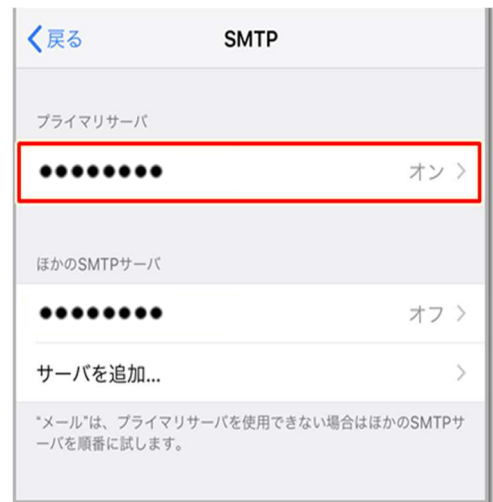 戻る SMTP
プライマリサーバ
●●●●●●●● オン
ほかのSMTPサーバ
●●●●●●●● オフ
サーバを追加...
“メール”は、プライマリサーバを使用できない場合はほかのSMTPサ
ーバを順番に試します。